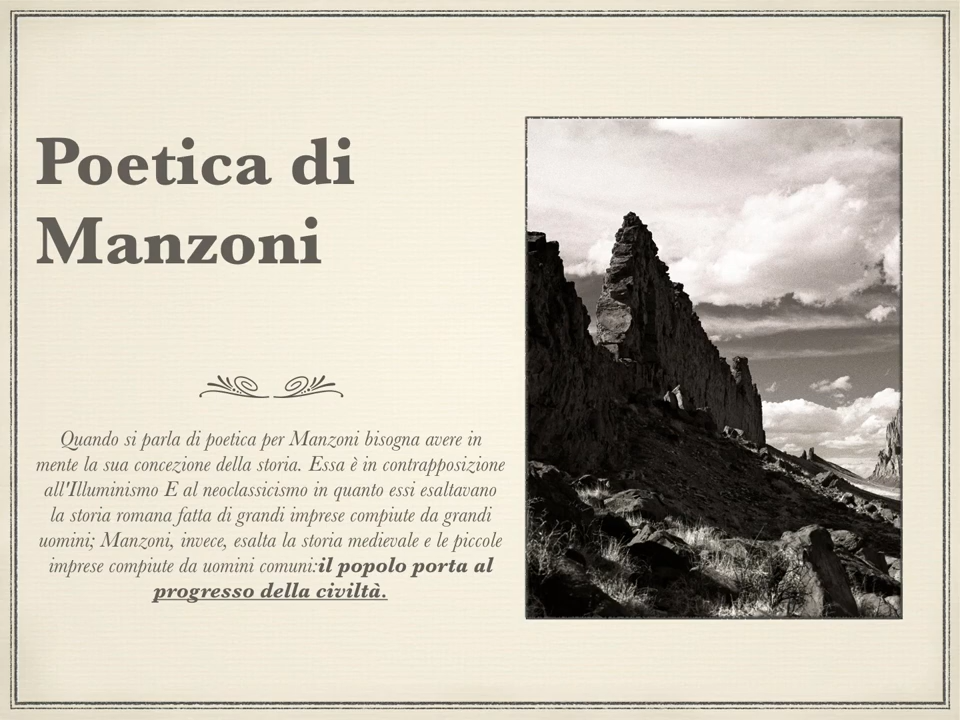 Poetica di
Manzoni
Quando si parla di poetica per Manzoni bisogna avere in
mente la sua concezione della storia. Essa è in contrapposizione
all'Illuminismo E al neoclassicismo in quanto essi esaltavano
la storia romana fatta di grandi imprese compiute da grandi
uomini; Manzoni, invece, esalta la storia medievale e le piccole
imprese compiute da uomini comuni:il popolo porta al
progresso della civiltà.